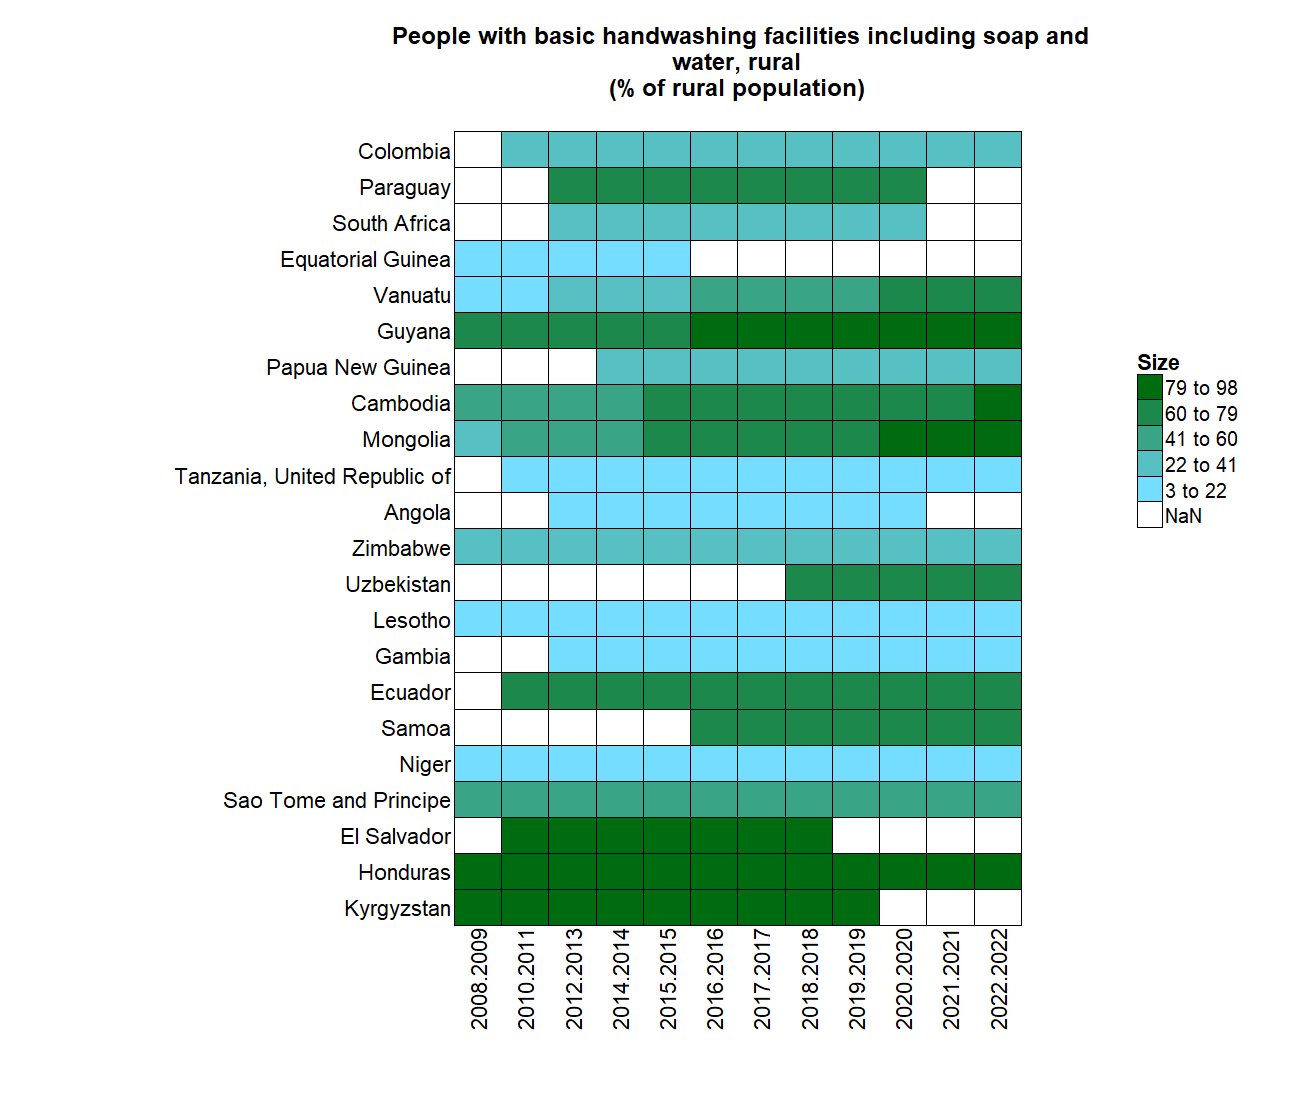 People with basic handwashing facilities including soap and
water, rural
(% of rural population)
Colombia
Paraguay
South Africa
Equatorial Guinea
Vanuatu
Guyana
Papua New Guinea
Cambodia
Mongolia
Tanzania, United Republic of
Angola
Zimbabwe
Uzbekistan
Lesotho
Gambia
Ecuador
Samoa
Niger
Sao Tome and Principe
El Salvador
Honduras
Kyrgyzstan
2008.2009
2010.2011
2012.2013
2014.2014
2015.2015
2016.2016
2017.2017
2018.2018
2019.2019
2020.2020
2021.2021
2022.2022
Size
79 to 98
60 to 79
41 to 60
22 to 41
3 to 22
NaN